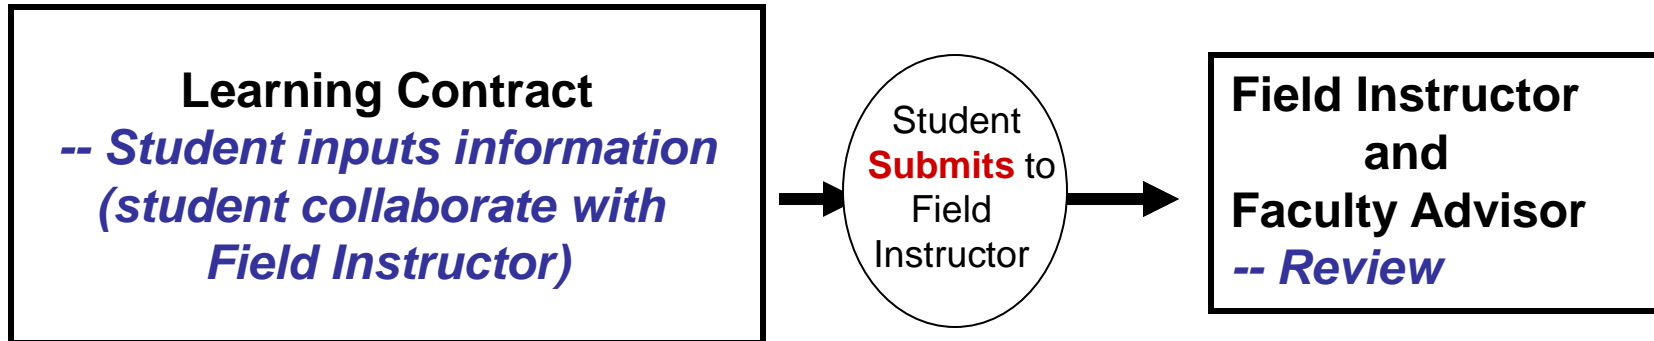 Learning Contract
-- Student inputs information
(student collaborate with
Field Instructor)
Student
Submits to
Field
Instructor
Field Instructor
and
Faculty Advisor
-- Review